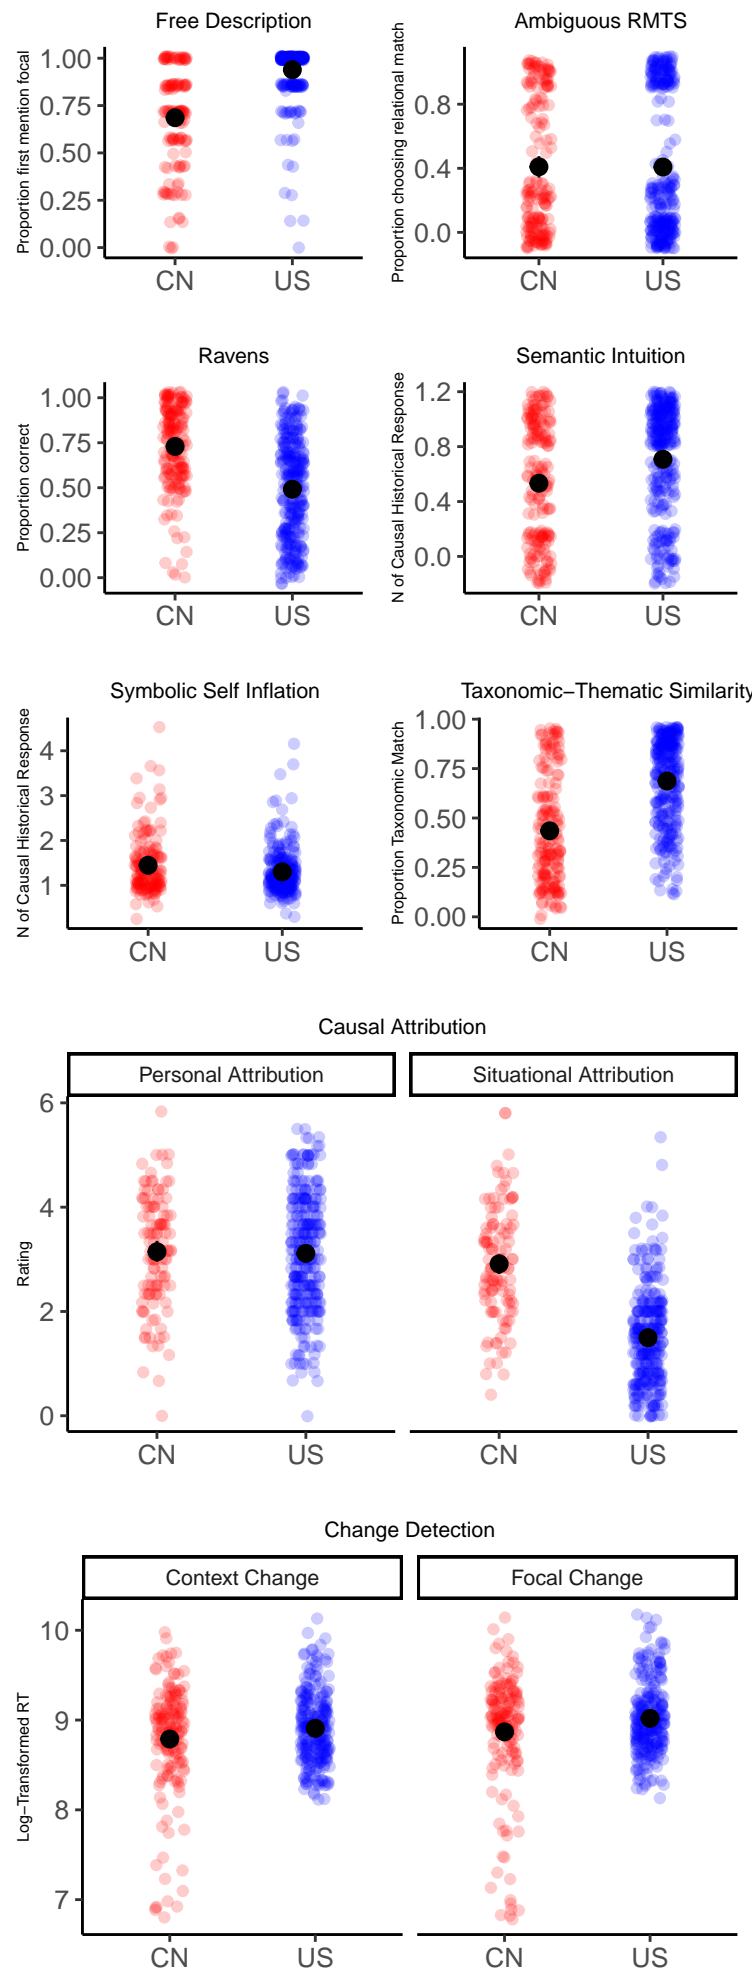 Free Description
Ambiguous RMTS
Proportion first mention focal
1.00
0.75
0.50
0.25
0.00
CN
US
Proportion choosing relational match
0.8
0.4
0.0
CN
US
Ravens
Semantic Intuition
Proportion correct
1.00
0.75
0.50
0.25
0.00
CN
US
N of Causal Historical Response
1.2
0.8
0.4
0.0
CN
US
Symbolic Self Inflation
Taxonomic−Thematic Similarity
N of Causal Historical Response
4
3
2
1
CN
US
Proportion Taxonomic Match
1.00
0.75
0.50
0.25
0.00
CN
US
Causal Attribution
Personal Attribution
Situational Attribution
Rating
6
4
2
0
CN
US
CN
US
Change Detection
Context Change
Focal Change
Log−Transformed RT
10
9
8
7
CN
US
CN
US